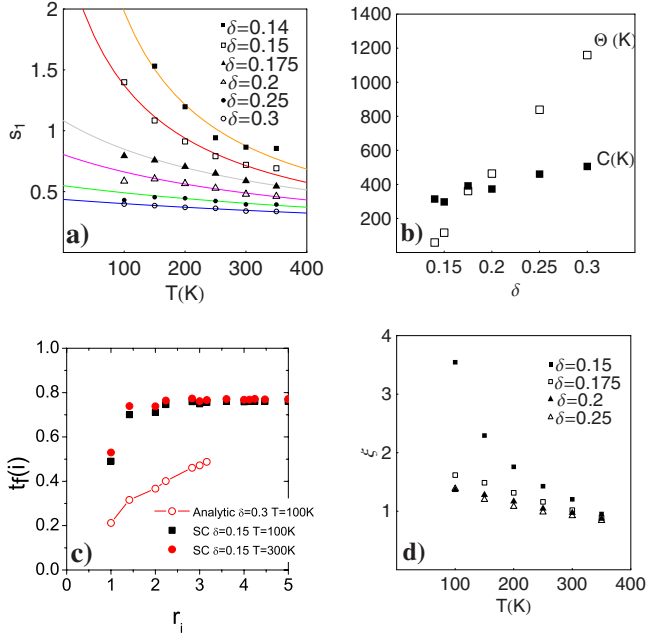 2
1.5
1
0.5
s₁
δ=0.14
δ=0.15
δ=0.175
δ=0.2
δ=0.25
δ=0.3
a)
100 200 300 400
T(K)
1400
1200
1000
800
600
400
200
Θ(K)
C(K)
b)
0.15 0.2 0.25 0.3
δ
1.0
0.8
0.6
0.4
0.2
0.0
tf(i)
Analytic δ=0.3 T=100K
SC δ=0.15 T=100K
SC δ=0.15 T=300K
c)
0 1 2 3 4 5
rᵢ
4
3
2
1
ξ
δ=0.15
δ=0.175
δ=0.2
δ=0.25
d)
100 200 300 400
T(K)